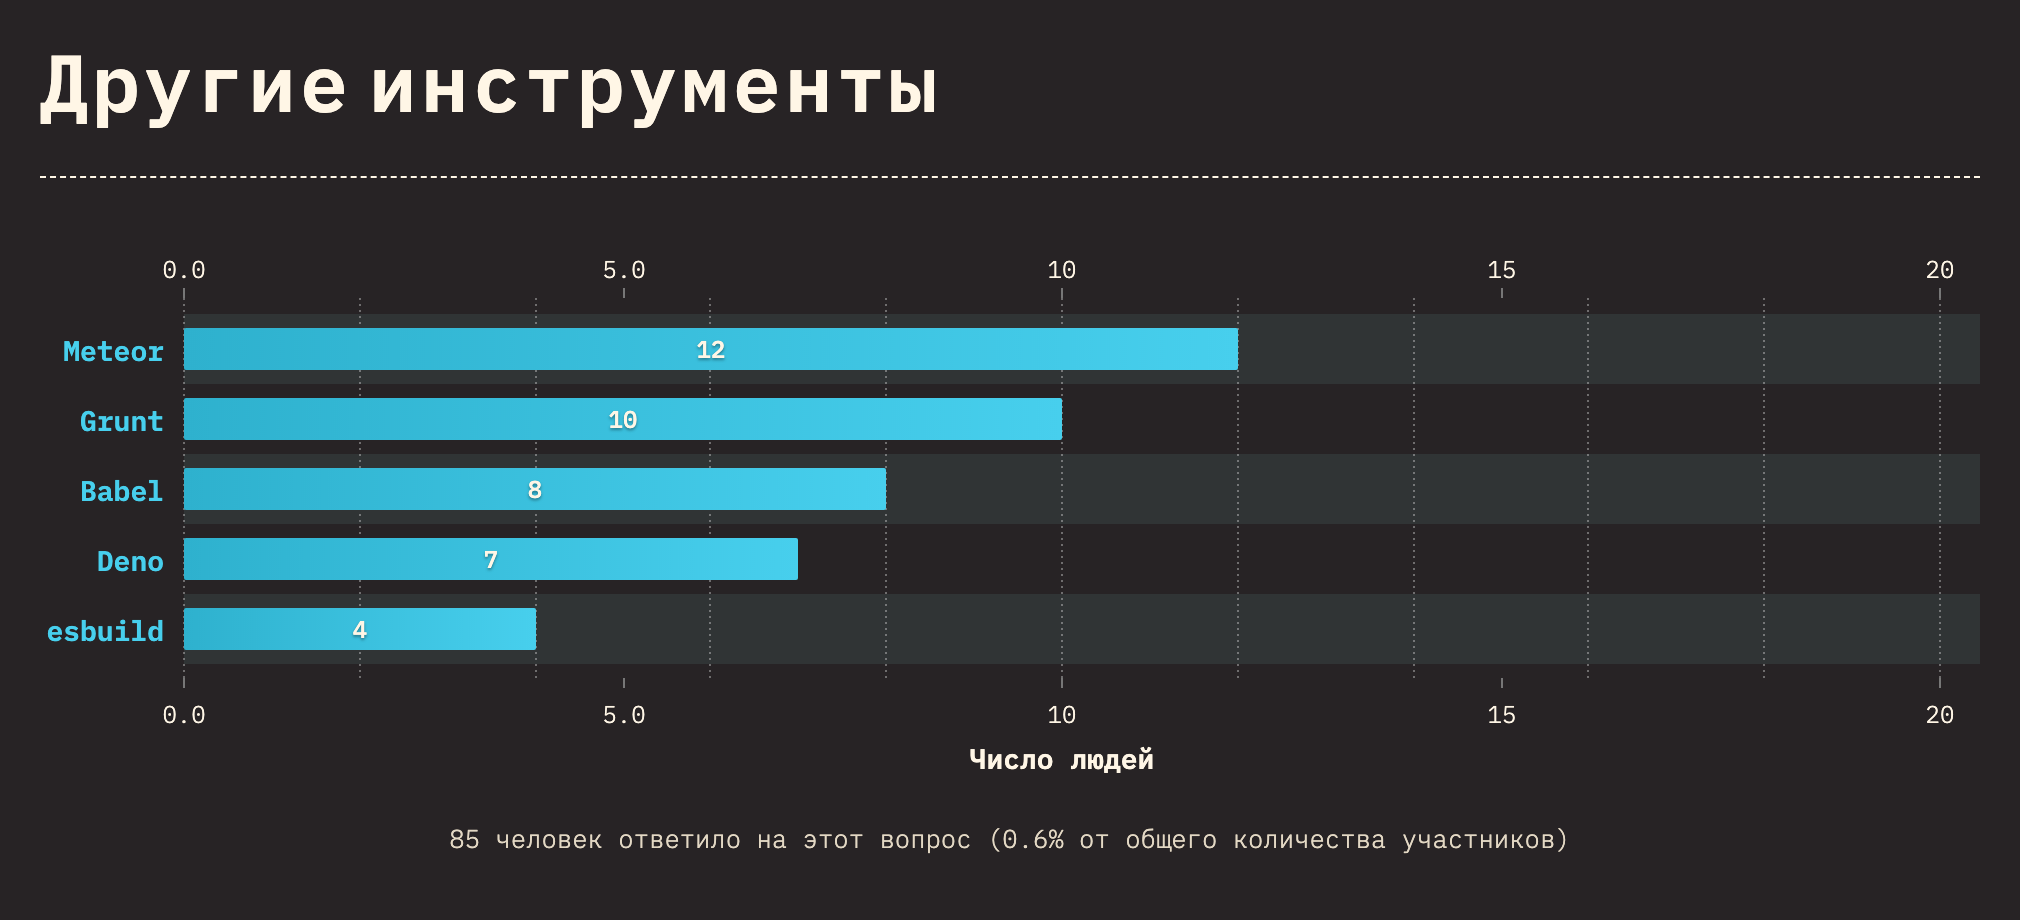 Другие инструменты
0.0 5.0 10 15 20
Meteor 12
Grunt 10
Babel 8
Deno 7
esbuild 4
0.0 5.0 10 15 20
Число людей
85 человек ответило на этот вопрос (0.6% от общего количества участников)